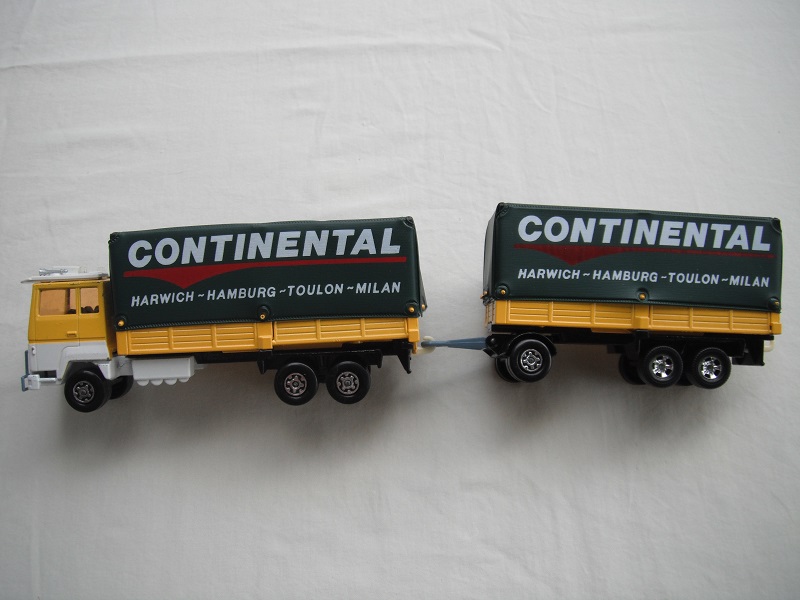 CONTINENTAL
HARWICH ~ HAMBURG ~ TOULON ~ MILAN
CONTINENTAL
HARWICH ~ HAMBURG ~ TOULON ~ MILAN